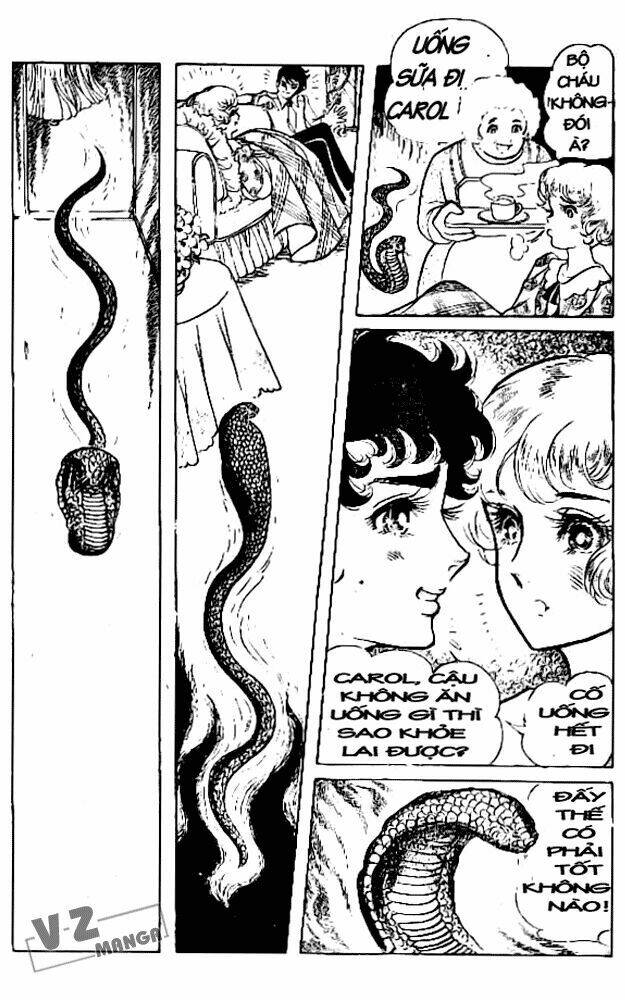 UỐNG
SỮA ĐI
CAROL
BỘ
CHÁU
KHÔNG
ĐÓI
À?
CAROL, CẬU
KHÔNG ĂN
UỐNG GÌ THÌ
SAO KHỎE
LẠI ĐƯỢC?
CỐ
UỐNG
HẾT
ĐI
ĐẤY
THẾ
CÓ
PHẢI
TỐT
KHÔNG
NÀO!
V-Z
MANGA